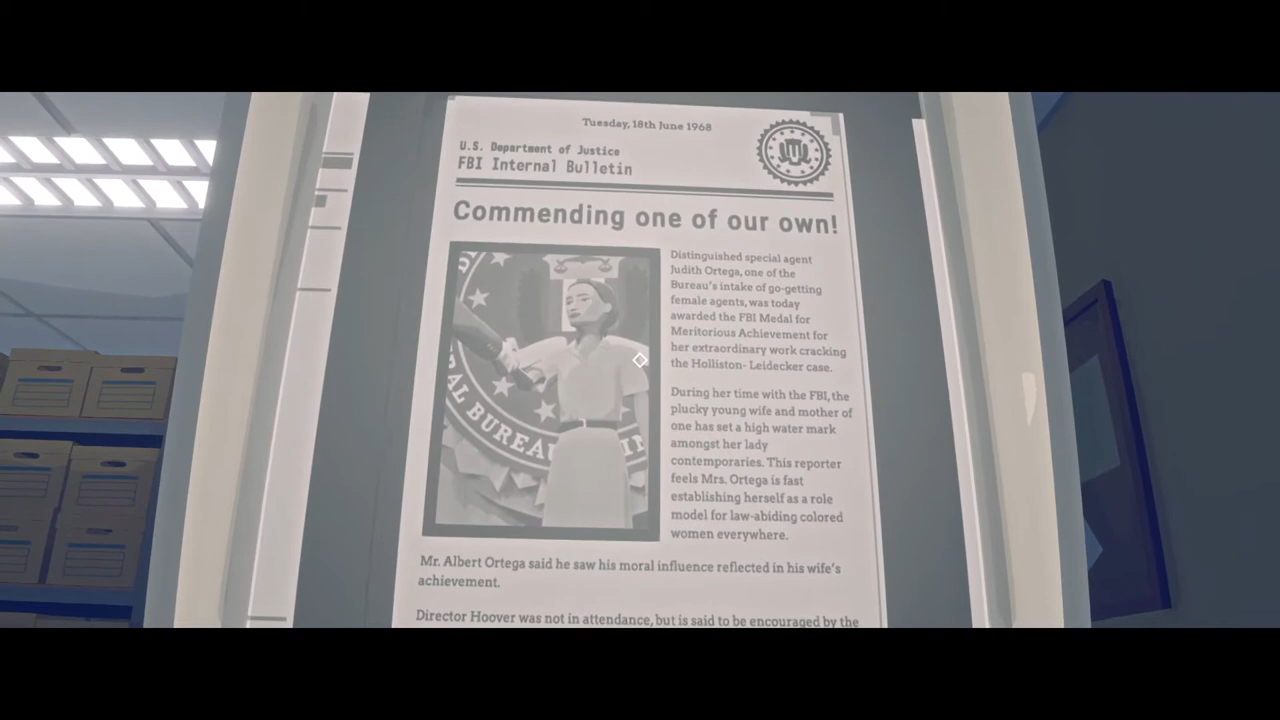 Tuesday, 18th June 1968
U.S. Department of Justice
FBI Internal Bulletin
Commending one of our own!
Distinguished special agent
Judith Ortega, one of the
Bureau's intake of go-getting
female agents, was today
awarded the FBI Medal for
Meritorious Achievement for
her extraordinary work cracking
the Holliston- Leidecker case.
During her time with the FBI, the
plucky young wife and mother of
one has set a high water mark
amongst her lady
contemporaries. This reporter
feels Mrs. Ortega is fast
establishing herself as a role
model for law-abiding colored
women everywhere.
RAL BUREAU
Mr. Albert Ortega said he saw his moral influence reflected in his wife's
achievement.
Director Hoover was not in attendance, but is said to be encouraged by the